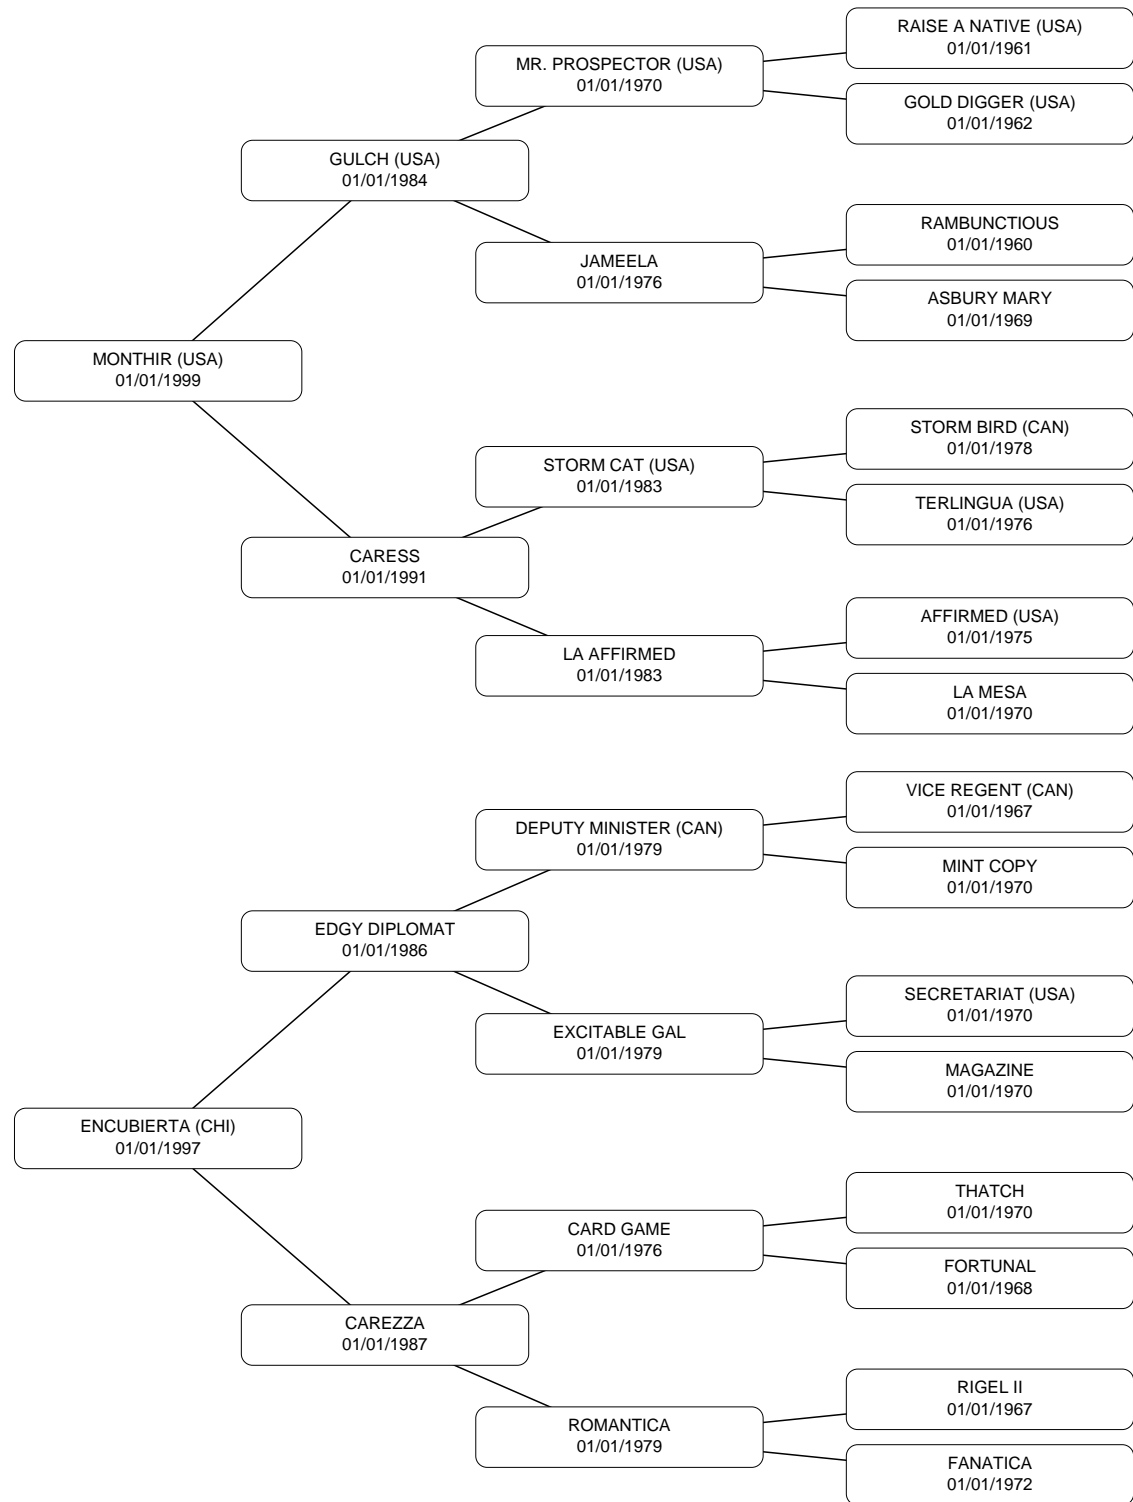 RAISE A NATIVE (USA)
01/01/1961
MR. PROSPECTOR (USA)
01/01/1970
GOLD DIGGER (USA)
01/01/1962
GULCH (USA)
01/01/1984
RAMBUNCTIOUS
01/01/1960
JAMEELA
01/01/1976
ASBURY MARY
01/01/1969
MONTHIR (USA)
01/01/1999
STORM BIRD (CAN)
01/01/1978
STORM CAT (USA)
01/01/1983
TERLINGUA (USA)
01/01/1976
CARESS
01/01/1991
AFFIRMED (USA)
01/01/1975
LA AFFIRMED
01/01/1983
LA MESA
01/01/1970
VICE REGENT (CAN)
01/01/1967
DEPUTY MINISTER (CAN)
01/01/1979
MINT COPY
01/01/1970
EDGY DIPLOMAT
01/01/1986
SECRETARIAT (USA)
01/01/1970
EXCITABLE GAL
01/01/1979
MAGAZINE
01/01/1970
ENCUBIERTA (CHI)
01/01/1997
THATCH
01/01/1970
CARD GAME
01/01/1976
FORTUNAL
01/01/1968
CAREZZA
01/01/1987
RIGEL II
01/01/1967
ROMANTICA
01/01/1979
FANATICA
01/01/1972